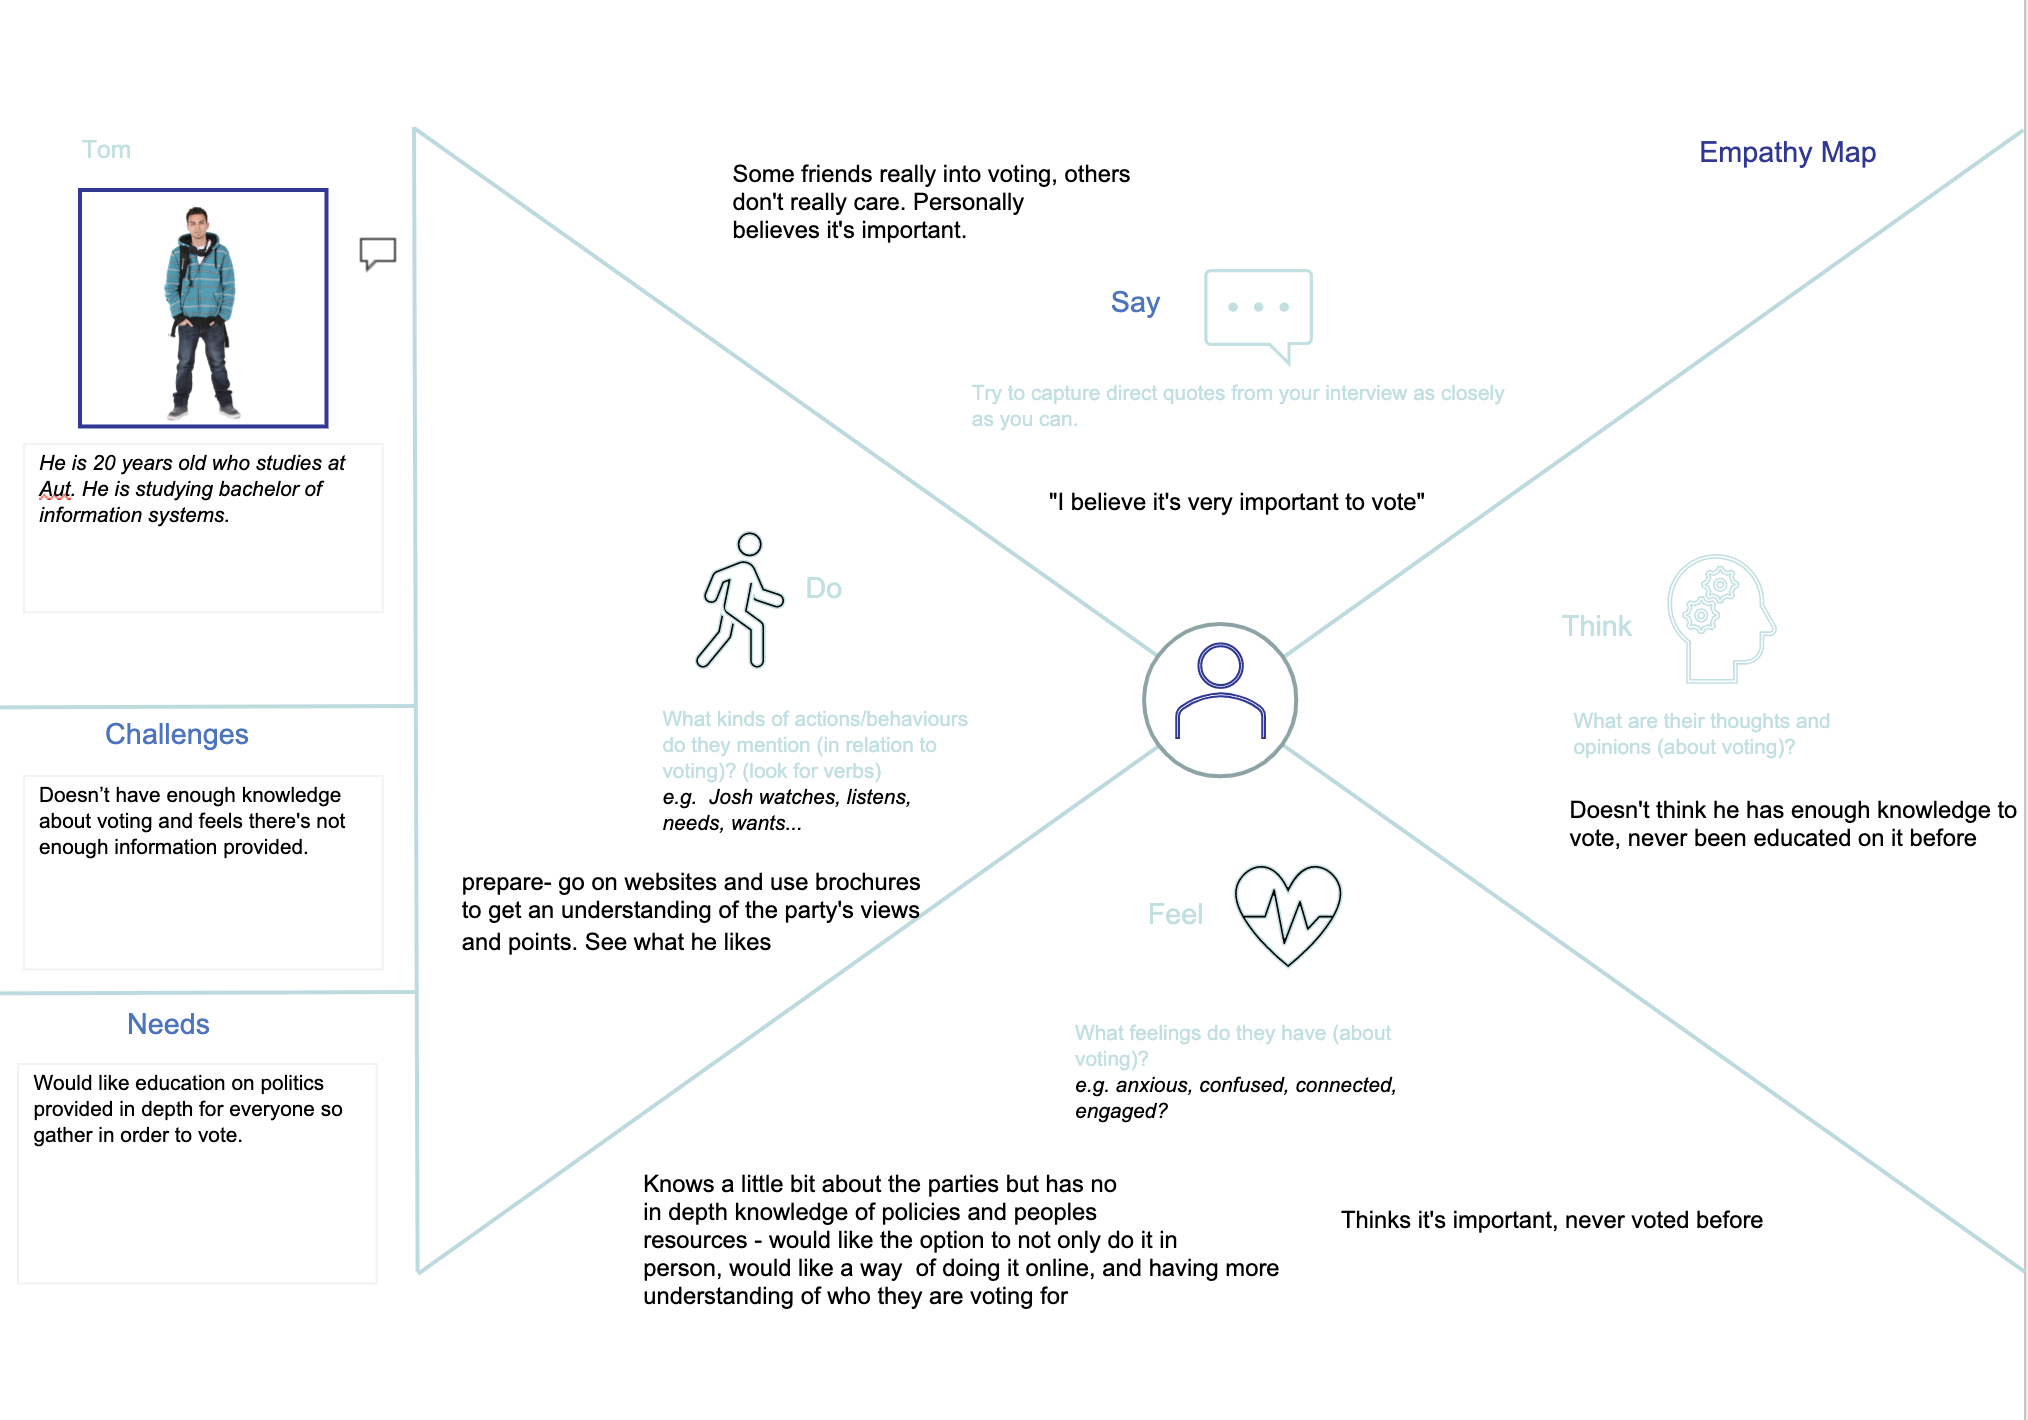 Tom
He is 20 years old who studies at
Aut. He is studying bachelor of
information systems.
Challenges
Doesn’t have enough knowledge
about voting and feels there's not
enough information provided.
Needs
Would like education on politics
provided in depth for everyone so
gather in order to vote.
Empathy Map
Some friends really into voting, others
don't really care. Personally
believes it's important.
Say
Try to capture direct quotes from your interview as closely
as you can.
"I believe it's very important to vote"
Do
What kinds of actions/behaviours
do they mention (in relation to
voting)? (look for verbs)
e.g.  Josh watches, listens,
needs, wants...
prepare- go on websites and use brochures
to get an understanding of the party's views
and points. See what he likes
Think
What are their thoughts and
opinions (about voting)?
Doesn't think he has enough knowledge to
vote, never been educated on it before
Feel
What feelings do they have (about
voting)?
e.g. anxious, confused, connected,
engaged?
Knows a little bit about the parties but has no
in depth knowledge of policies and peoples
resources - would like the option to not only do it in
person, would like a way  of doing it online, and having more
understanding of who they are voting for
Thinks it's important, never voted before